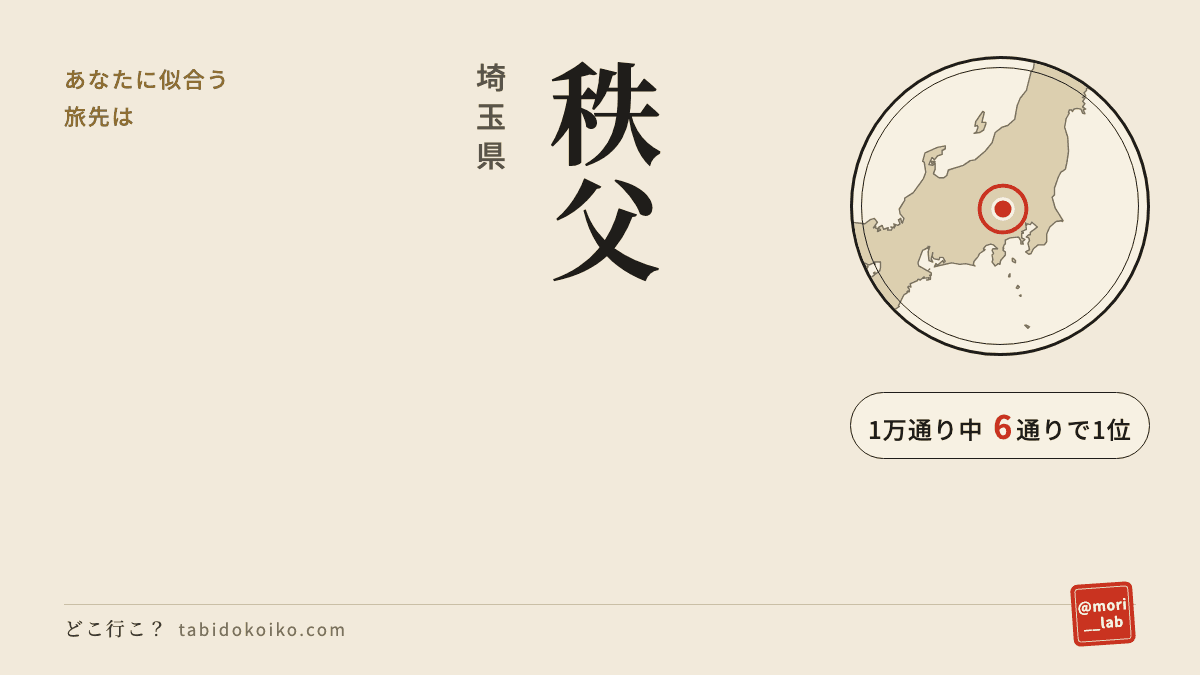 あなたに似合う
旅先は
秩父
埼玉県
1万通り中 6通りで1位
どこ行こ？ tabidokoiko.com
@mori
__lab